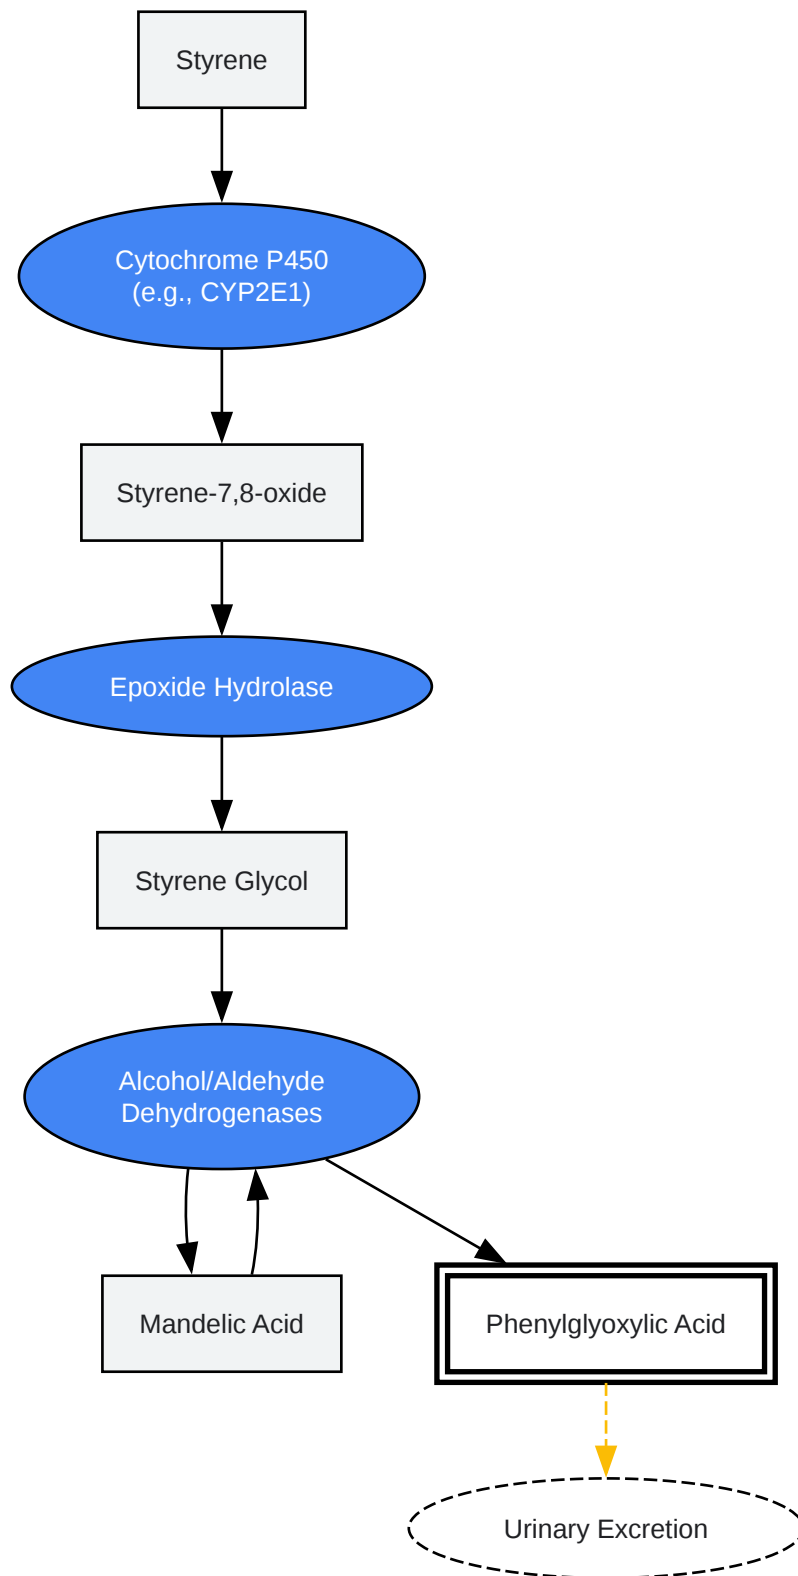 Styrene
Cytochrome P450
(e.g., CYP2E1)
Styrene-7,8-oxide
Epoxide Hydrolase
Styrene Glycol
Alcohol/Aldehyde
Dehydrogenases
Mandelic Acid
Phenylglyoxylic Acid
Urinary Excretion